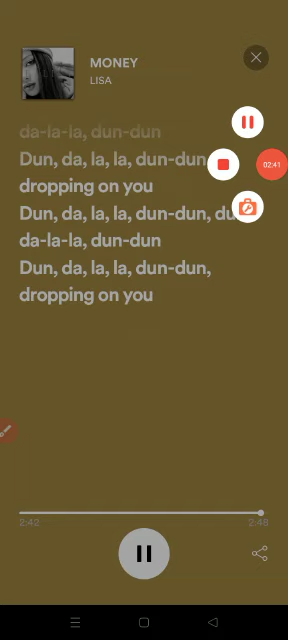 MONEY
LISA
da-la-la, dun-dun
Dun, da, la, la, dun-dun
02:41
dropping on you
Dun, da, la, la, dun-dun, du
da-la-la, dun-dun
Dun, da, la, la, dun-dun,
dropping on you
2:42
2:48